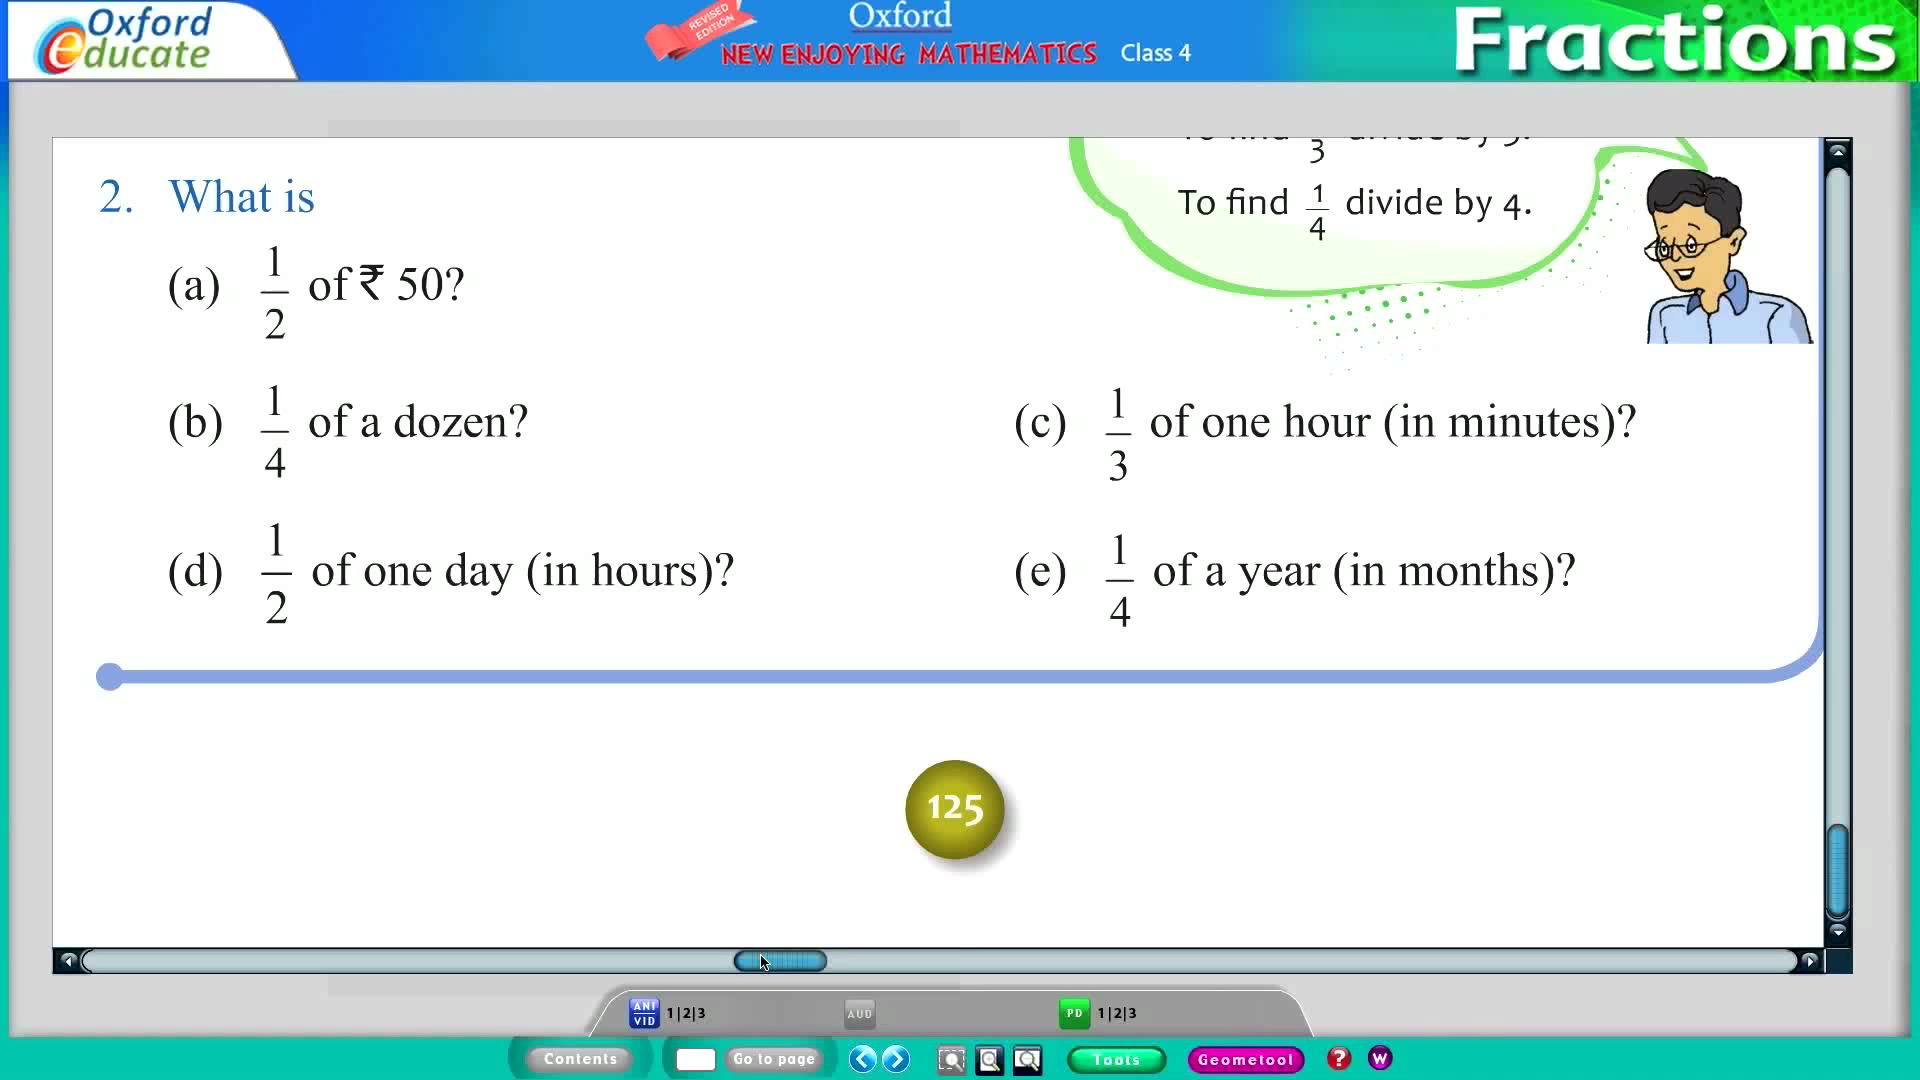 Oxford
educate
REVISED
EDITION
Oxford
NEW ENJOYING MATHEMATICS Class 4
Fractions
3
To find 1/4 divide by 4.
2. What is
(a) 1/2 of ₹ 50?
(b) 1/4 of a dozen?
(c) 1/3 of one hour (in minutes)?
(d) 1/2 of one day (in hours)?
(e) 1/4 of a year (in months)?
125
ANI
VID 1|2|3
AUD
PD 1|2|3
Contents
Go to page
Tools
Geometool
?
W